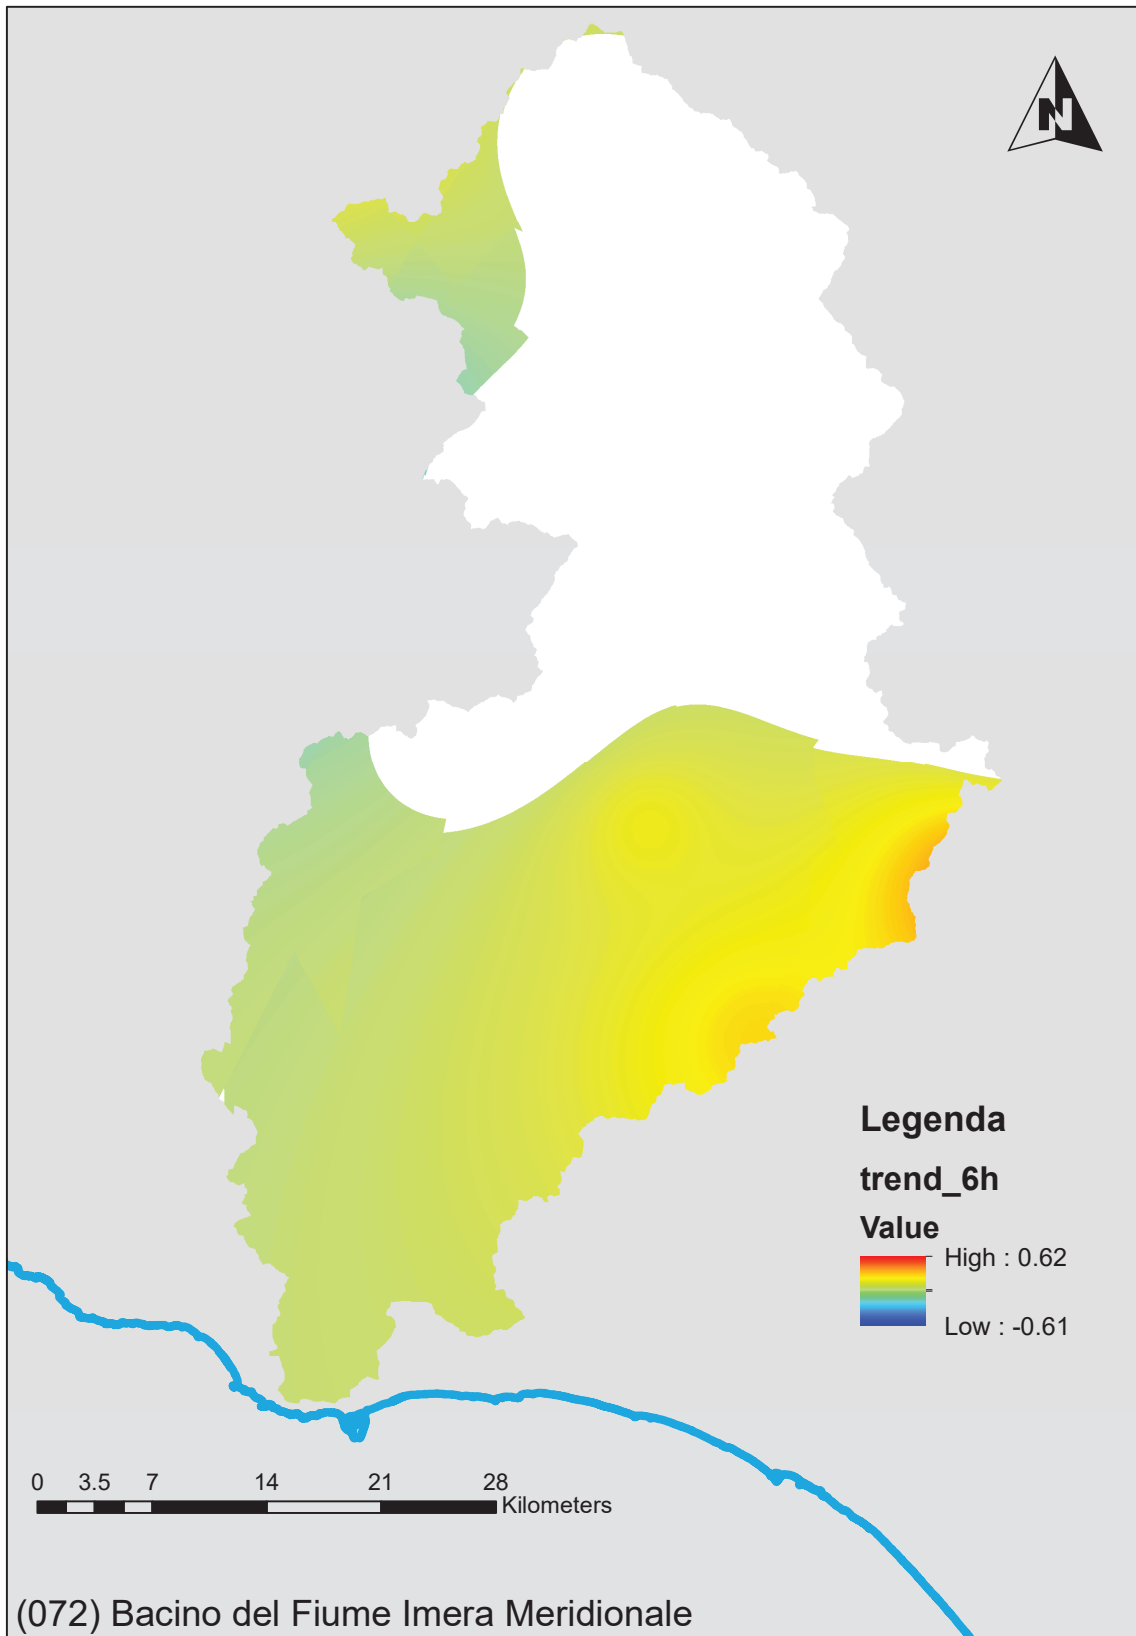 N
Legenda
trend_6h
Value
High : 0.62
Low : -0.61
0 3.5 7 14 21 28
Kilometers
(072) Bacino del Fiume Imera Meridionale